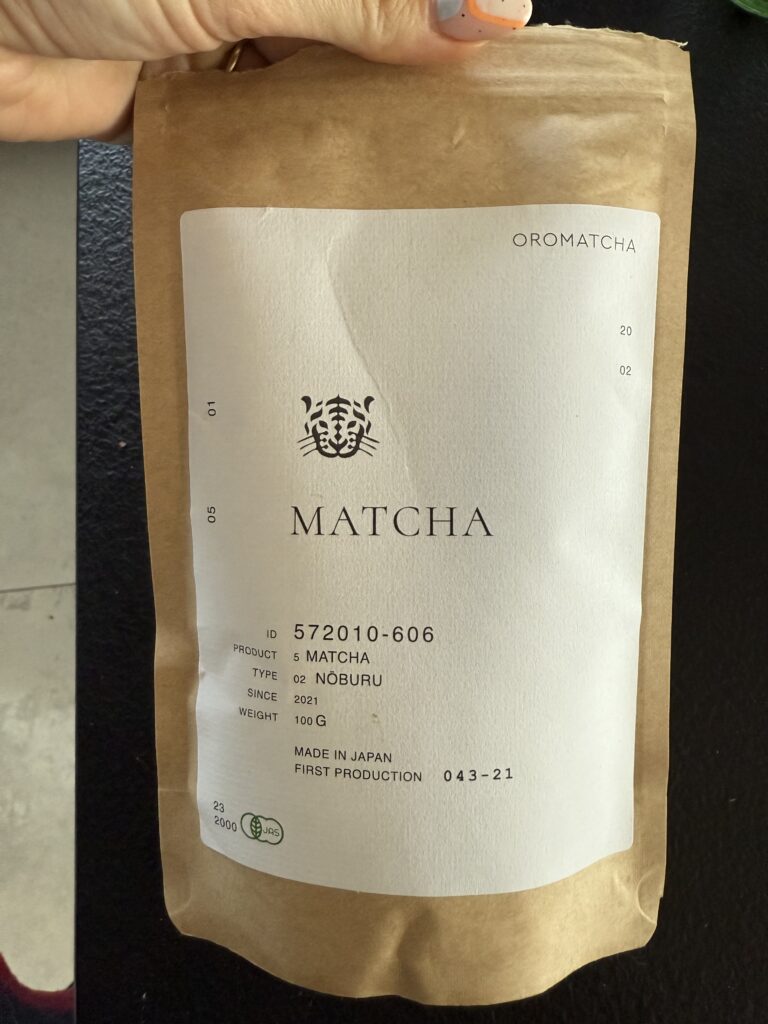 OROMATCHA
20
02
01
05
MATCHA
ID 572010-606
PRODUCT 5 MATCHA
TYPE 02 NŌBURU
SINCE 2021
WEIGHT 100 G
MADE IN JAPAN
FIRST PRODUCTION 043-21
23
2000
JAS